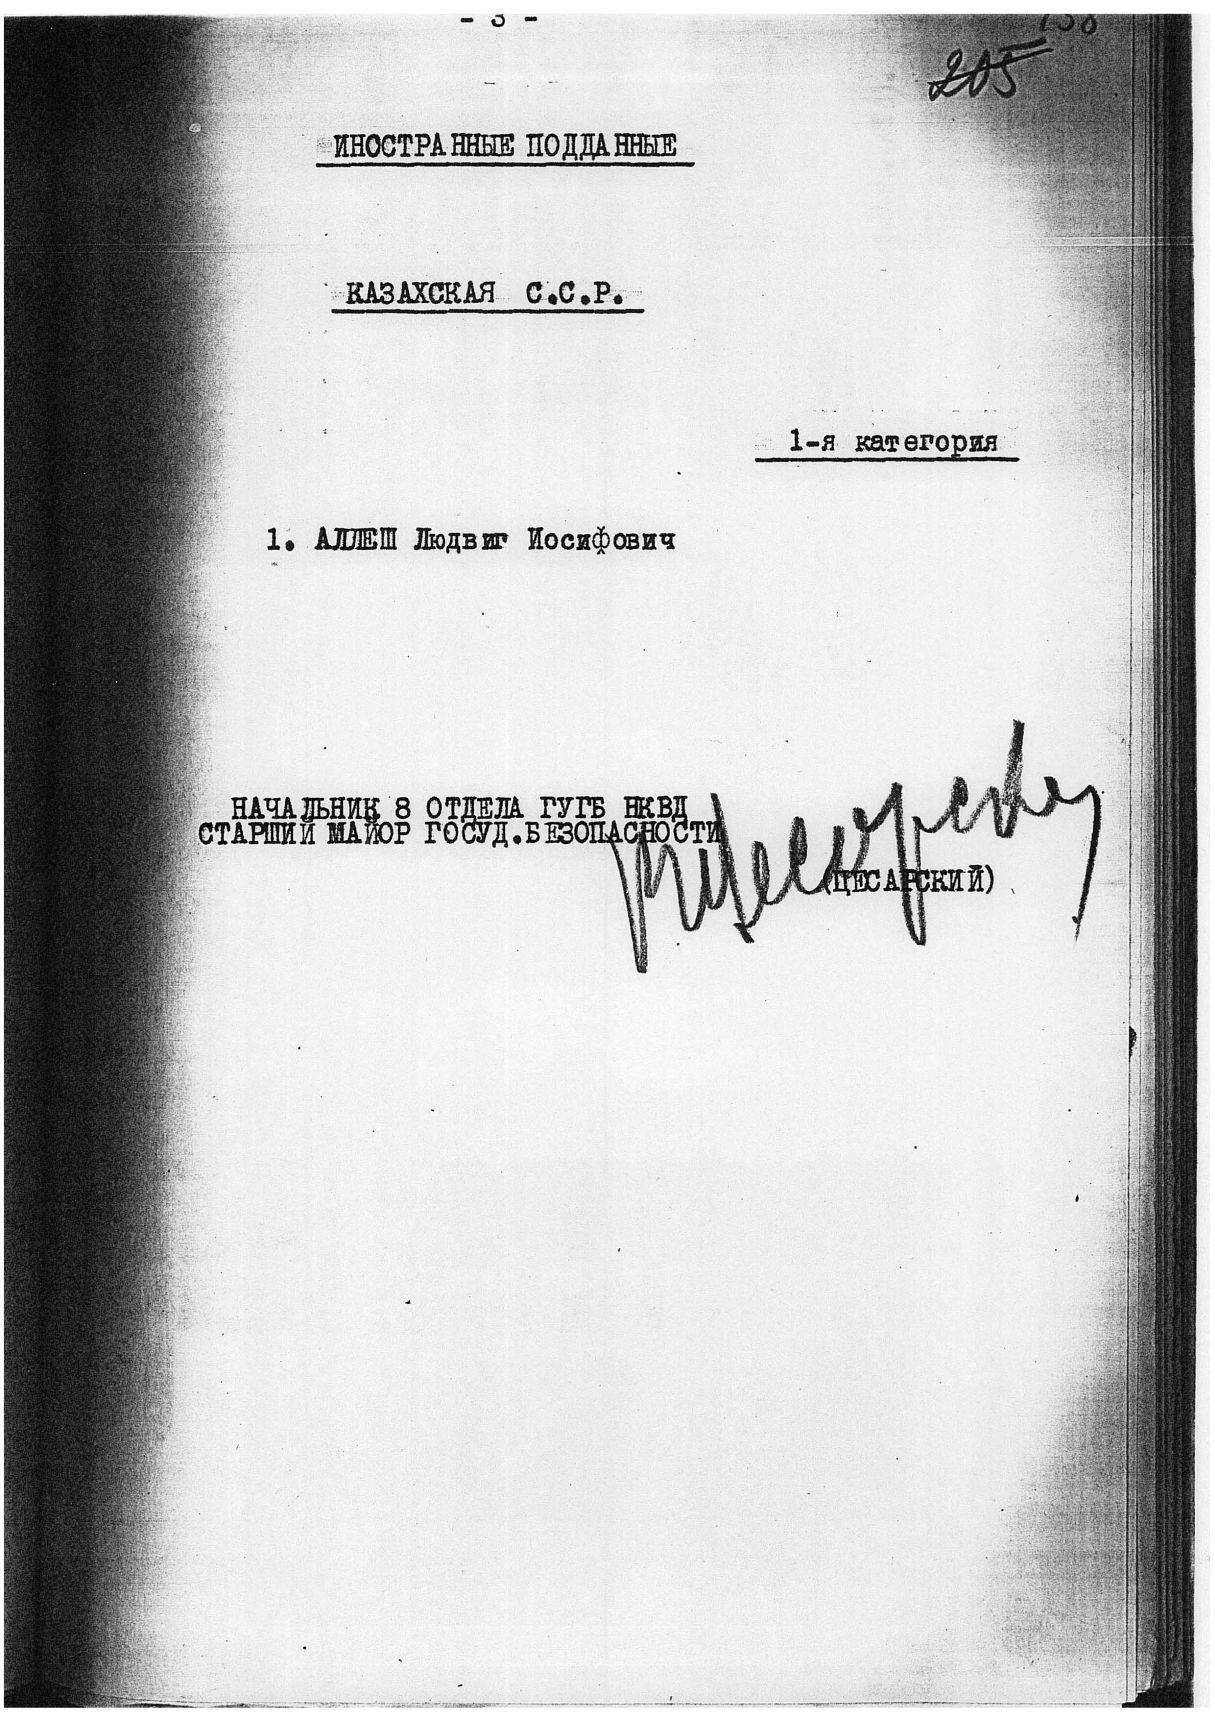 - 3 -
205
ИНОСТРАННЫЕ ПОДДАННЫЕ
КАЗАХСКАЯ С.С.Р.
1-я категория
1. АЛЛЕШ Людвиг Иосифович
НАЧАЛЬНИК 8 ОТДЕЛА ГУГБ НКВД
СТАРШИЙ МАЙОР ГОСУД.БЕЗОПАСНОСТИ
(ЦЕСАРСКИЙ)